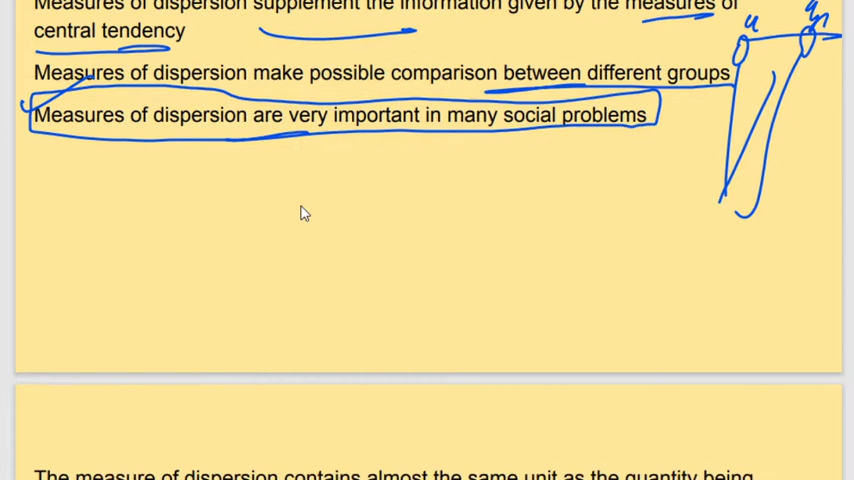 Measures of dispersion supplement the information given by the measures of
central tendency
Measures of dispersion make possible comparison between different groups
Measures of dispersion are very important in many social problems
The measure of dispersion contains almost the same unit as the quantity being